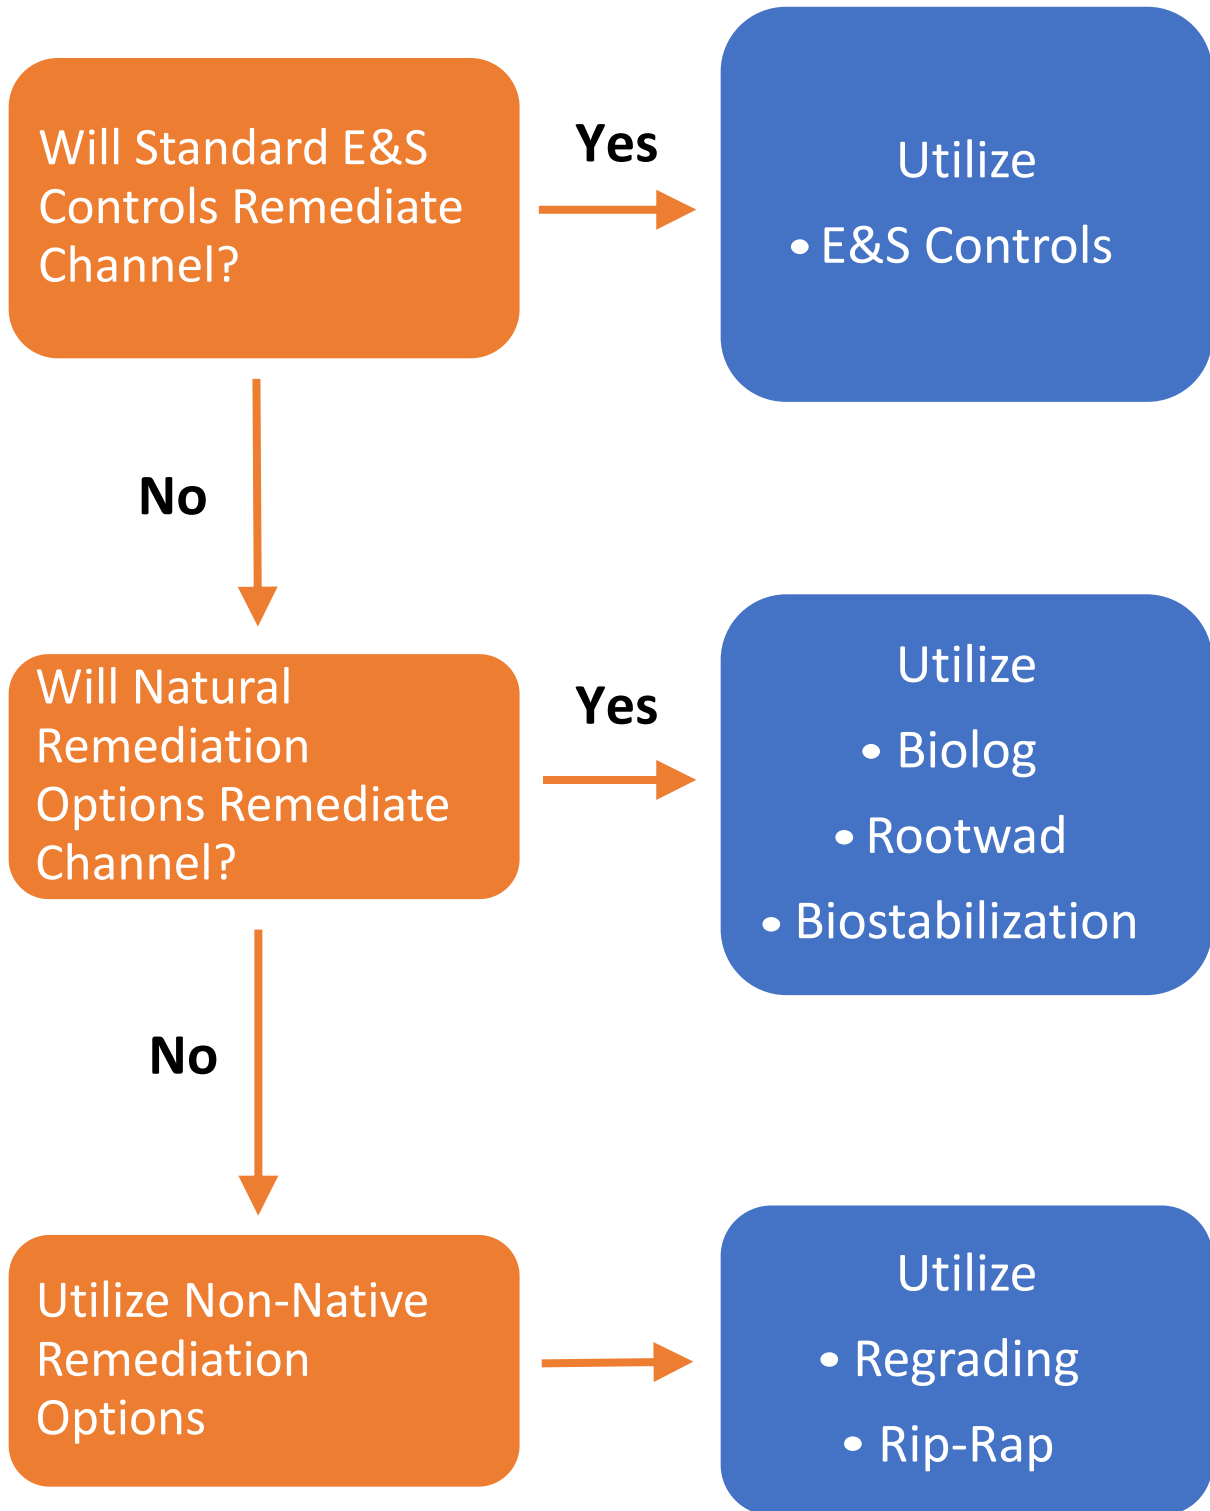 Will Standard E&S
Controls Remediate
Channel?
Yes
Utilize
• E&S Controls
No
Will Natural
Remediation
Options Remediate
Channel?
Yes
Utilize
• Biolog
• Rootwad
• Biostabilization
No
Utilize Non-Native
Remediation
Options
Utilize
• Regrading
• Rip-Rap